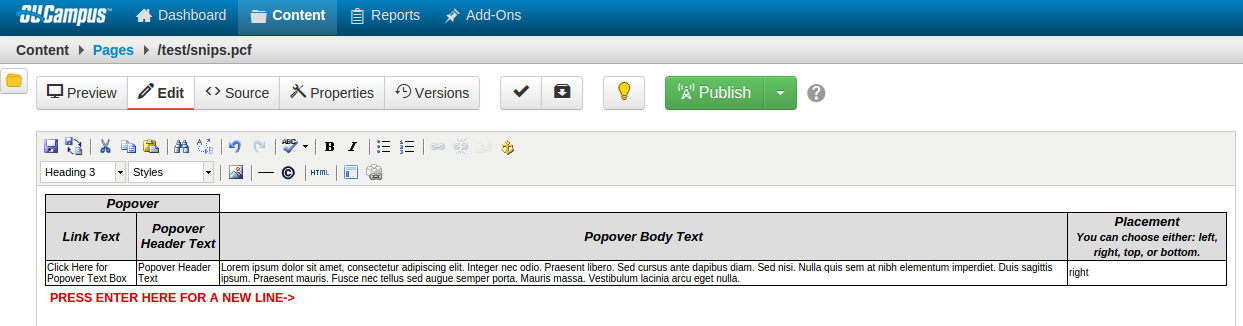 OU Campus™
Dashboard
Content
Reports
Add-Ons
Content Pages /test/snips.pcf
Preview
Edit
Source
Properties
Versions
Publish
?
ABC
B I
Heading 3
Styles
HTML
Popover
Link Text
Popover
Header Text
Popover Body Text
Placement
You can choose either: left,
right, top, or bottom.
Click Here for
Popover Text Box
Popover Header
Text
Lorem ipsum dolor sit amet, consectetur adipiscing elit. Integer nec odio. Praesent libero. Sed cursus ante dapibus diam. Sed nisi. Nulla quis sem at nibh elementum imperdiet. Duis sagittis
ipsum. Praesent mauris. Fusce nec tellus sed augue semper porta. Mauris massa. Vestibulum lacinia arcu eget nulla.
right
PRESS ENTER HERE FOR A NEW LINE->